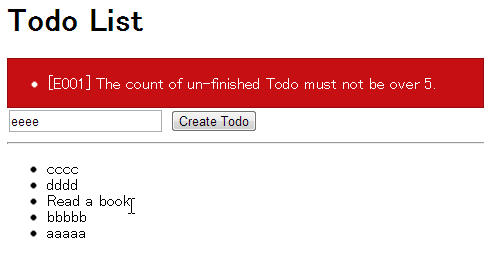 Todo List
[E001] The count of un-finished Todo must not be over 5.
eeee Create Todo
cccc
dddd
Read a book
bbbbb
aaaaa